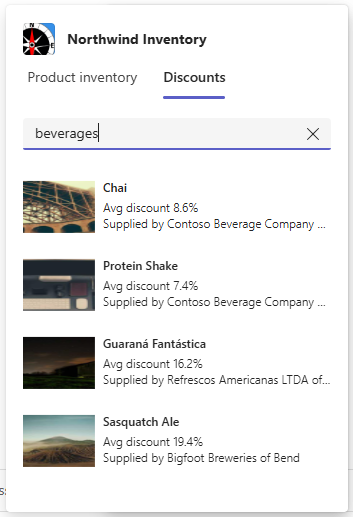 Northwind Inventory
Product inventory Discounts
beverages
Chai
Avg discount 8.6%
Supplied by Contoso Beverage Company ...
Protein Shake
Avg discount 7.4%
Supplied by Contoso Beverage Company ...
Guaraná Fantástica
Avg discount 16.2%
Supplied by Refrescos Americanas LTDA of...
Sasquatch Ale
Avg discount 19.4%
Supplied by Bigfoot Breweries of Bend